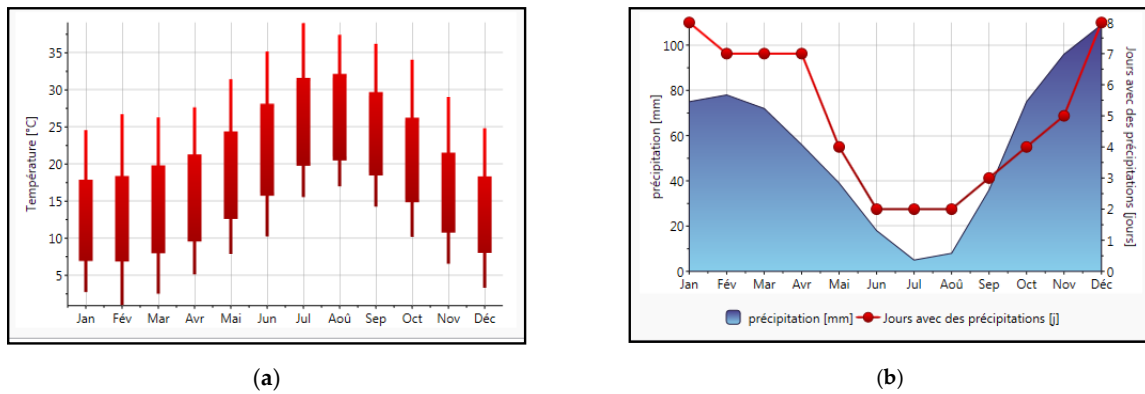 Température [°C]
35
30
25
20
15
10
5
Jan Fév Mar Avr Mai Jun Jul Aoû Sep Oct Nov Déc
(a)
précipitation [mm]
100
80
60
40
20
0
Jours avec des précipitations [jours]
8
7
6
5
4
3
2
1
0
Jan Fév Mar Avr Mai Jun Jul Aoû Sep Oct Nov Déc
précipitation [mm] Jours avec des précipitations [j]
(b)